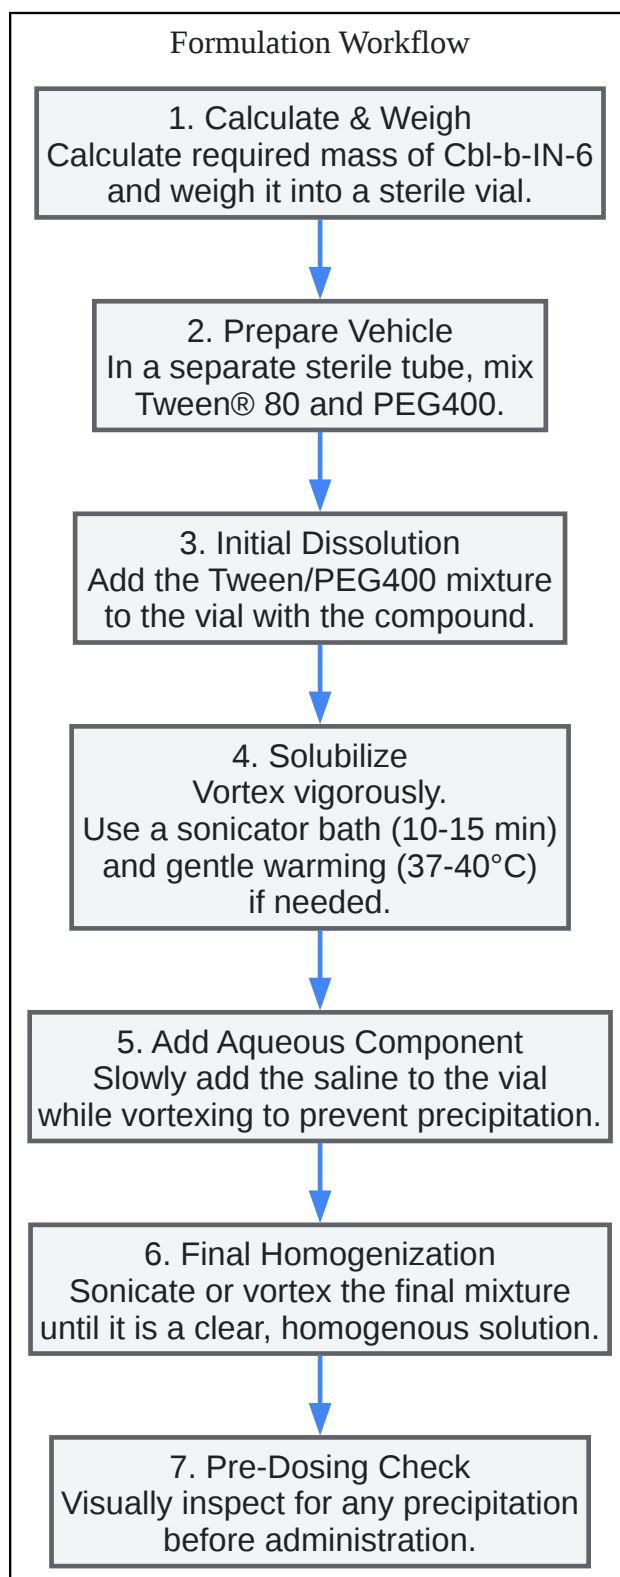 Formulation Workflow
1. Calculate & Weigh
Calculate required mass of Cbl-b-IN-6
and weigh it into a sterile vial.
2. Prepare Vehicle
In a separate sterile tube, mix
Tween® 80 and PEG400.
3. Initial Dissolution
Add the Tween/PEG400 mixture
to the vial with the compound.
4. Solubilize
Vortex vigorously.
Use a sonicator bath (10-15 min)
and gentle warming (37-40°C)
if needed.
5. Add Aqueous Component
Slowly add the saline to the vial
while vortexing to prevent precipitation.
6. Final Homogenization
Sonicate or vortex the final mixture
until it is a clear, homogenous solution.
7. Pre-Dosing Check
Visually inspect for any precipitation
before administration.